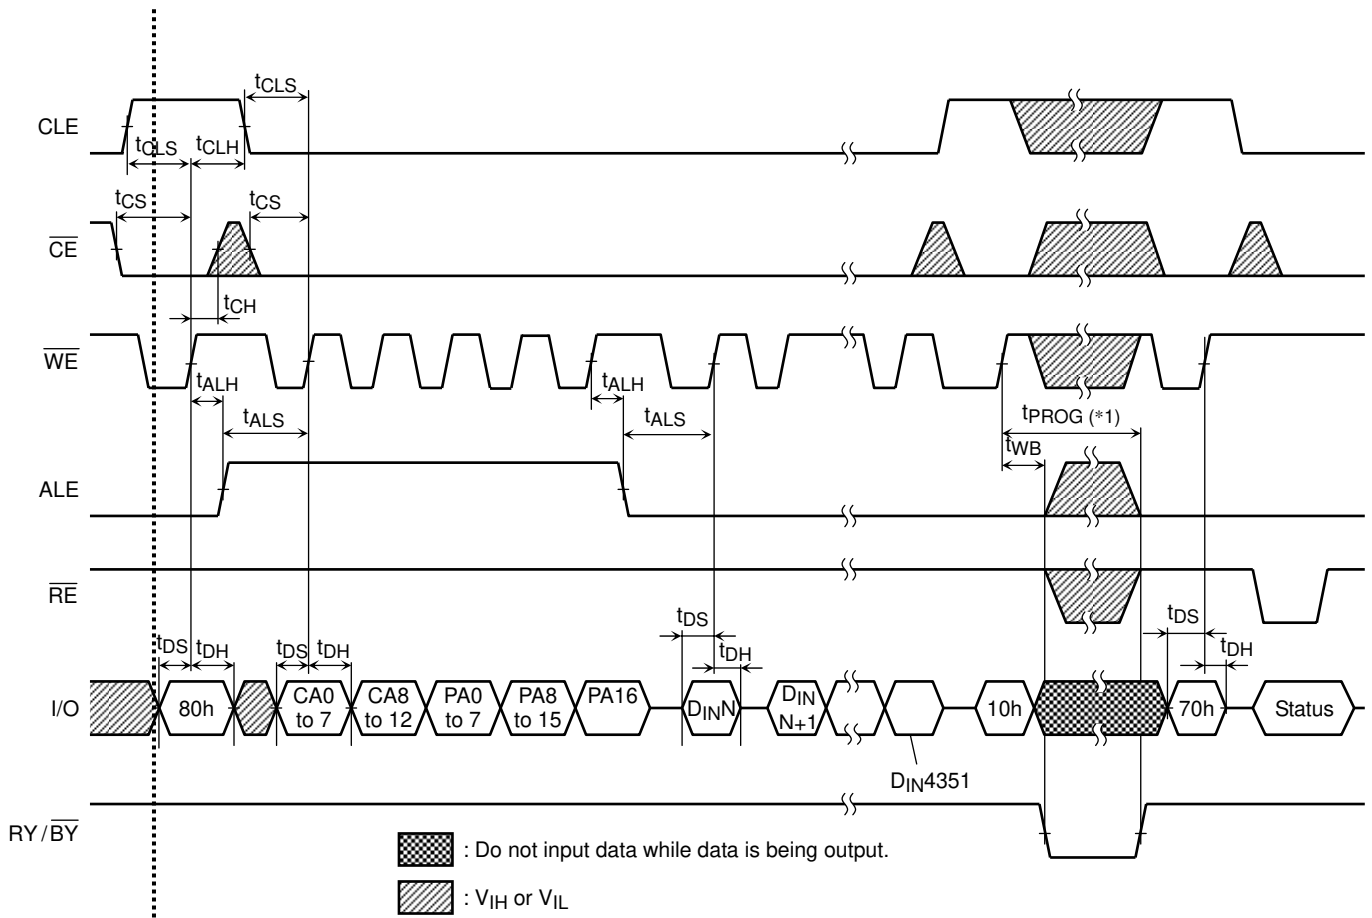 tCLS
CLE
tCLS tCLH
tCS tCS
CE
tCH
WE
tALH tALH
tALS tALS tPROG (*1)
tWB
ALE
RE
tDS tDH tDS tDH tDS tDH tDS tDH
I/O 80h CA0 to 7 CA8 to 12 PA0 to 7 PA8 to 15 PA16 DINN DIN N+1 10h 70h Status
DIN4351
RY/BY
: Do not input data while data is being output.
: VIH or VIL